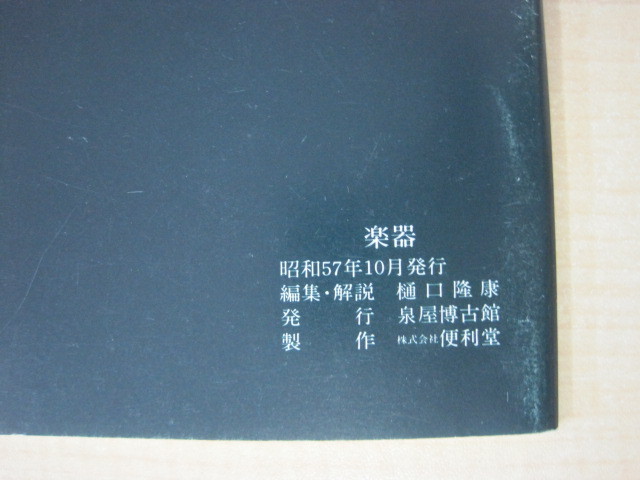 楽器
昭和57年10月発行
編集・解説 樋口隆康
発行 泉屋博古館
製作 株式会社便利堂